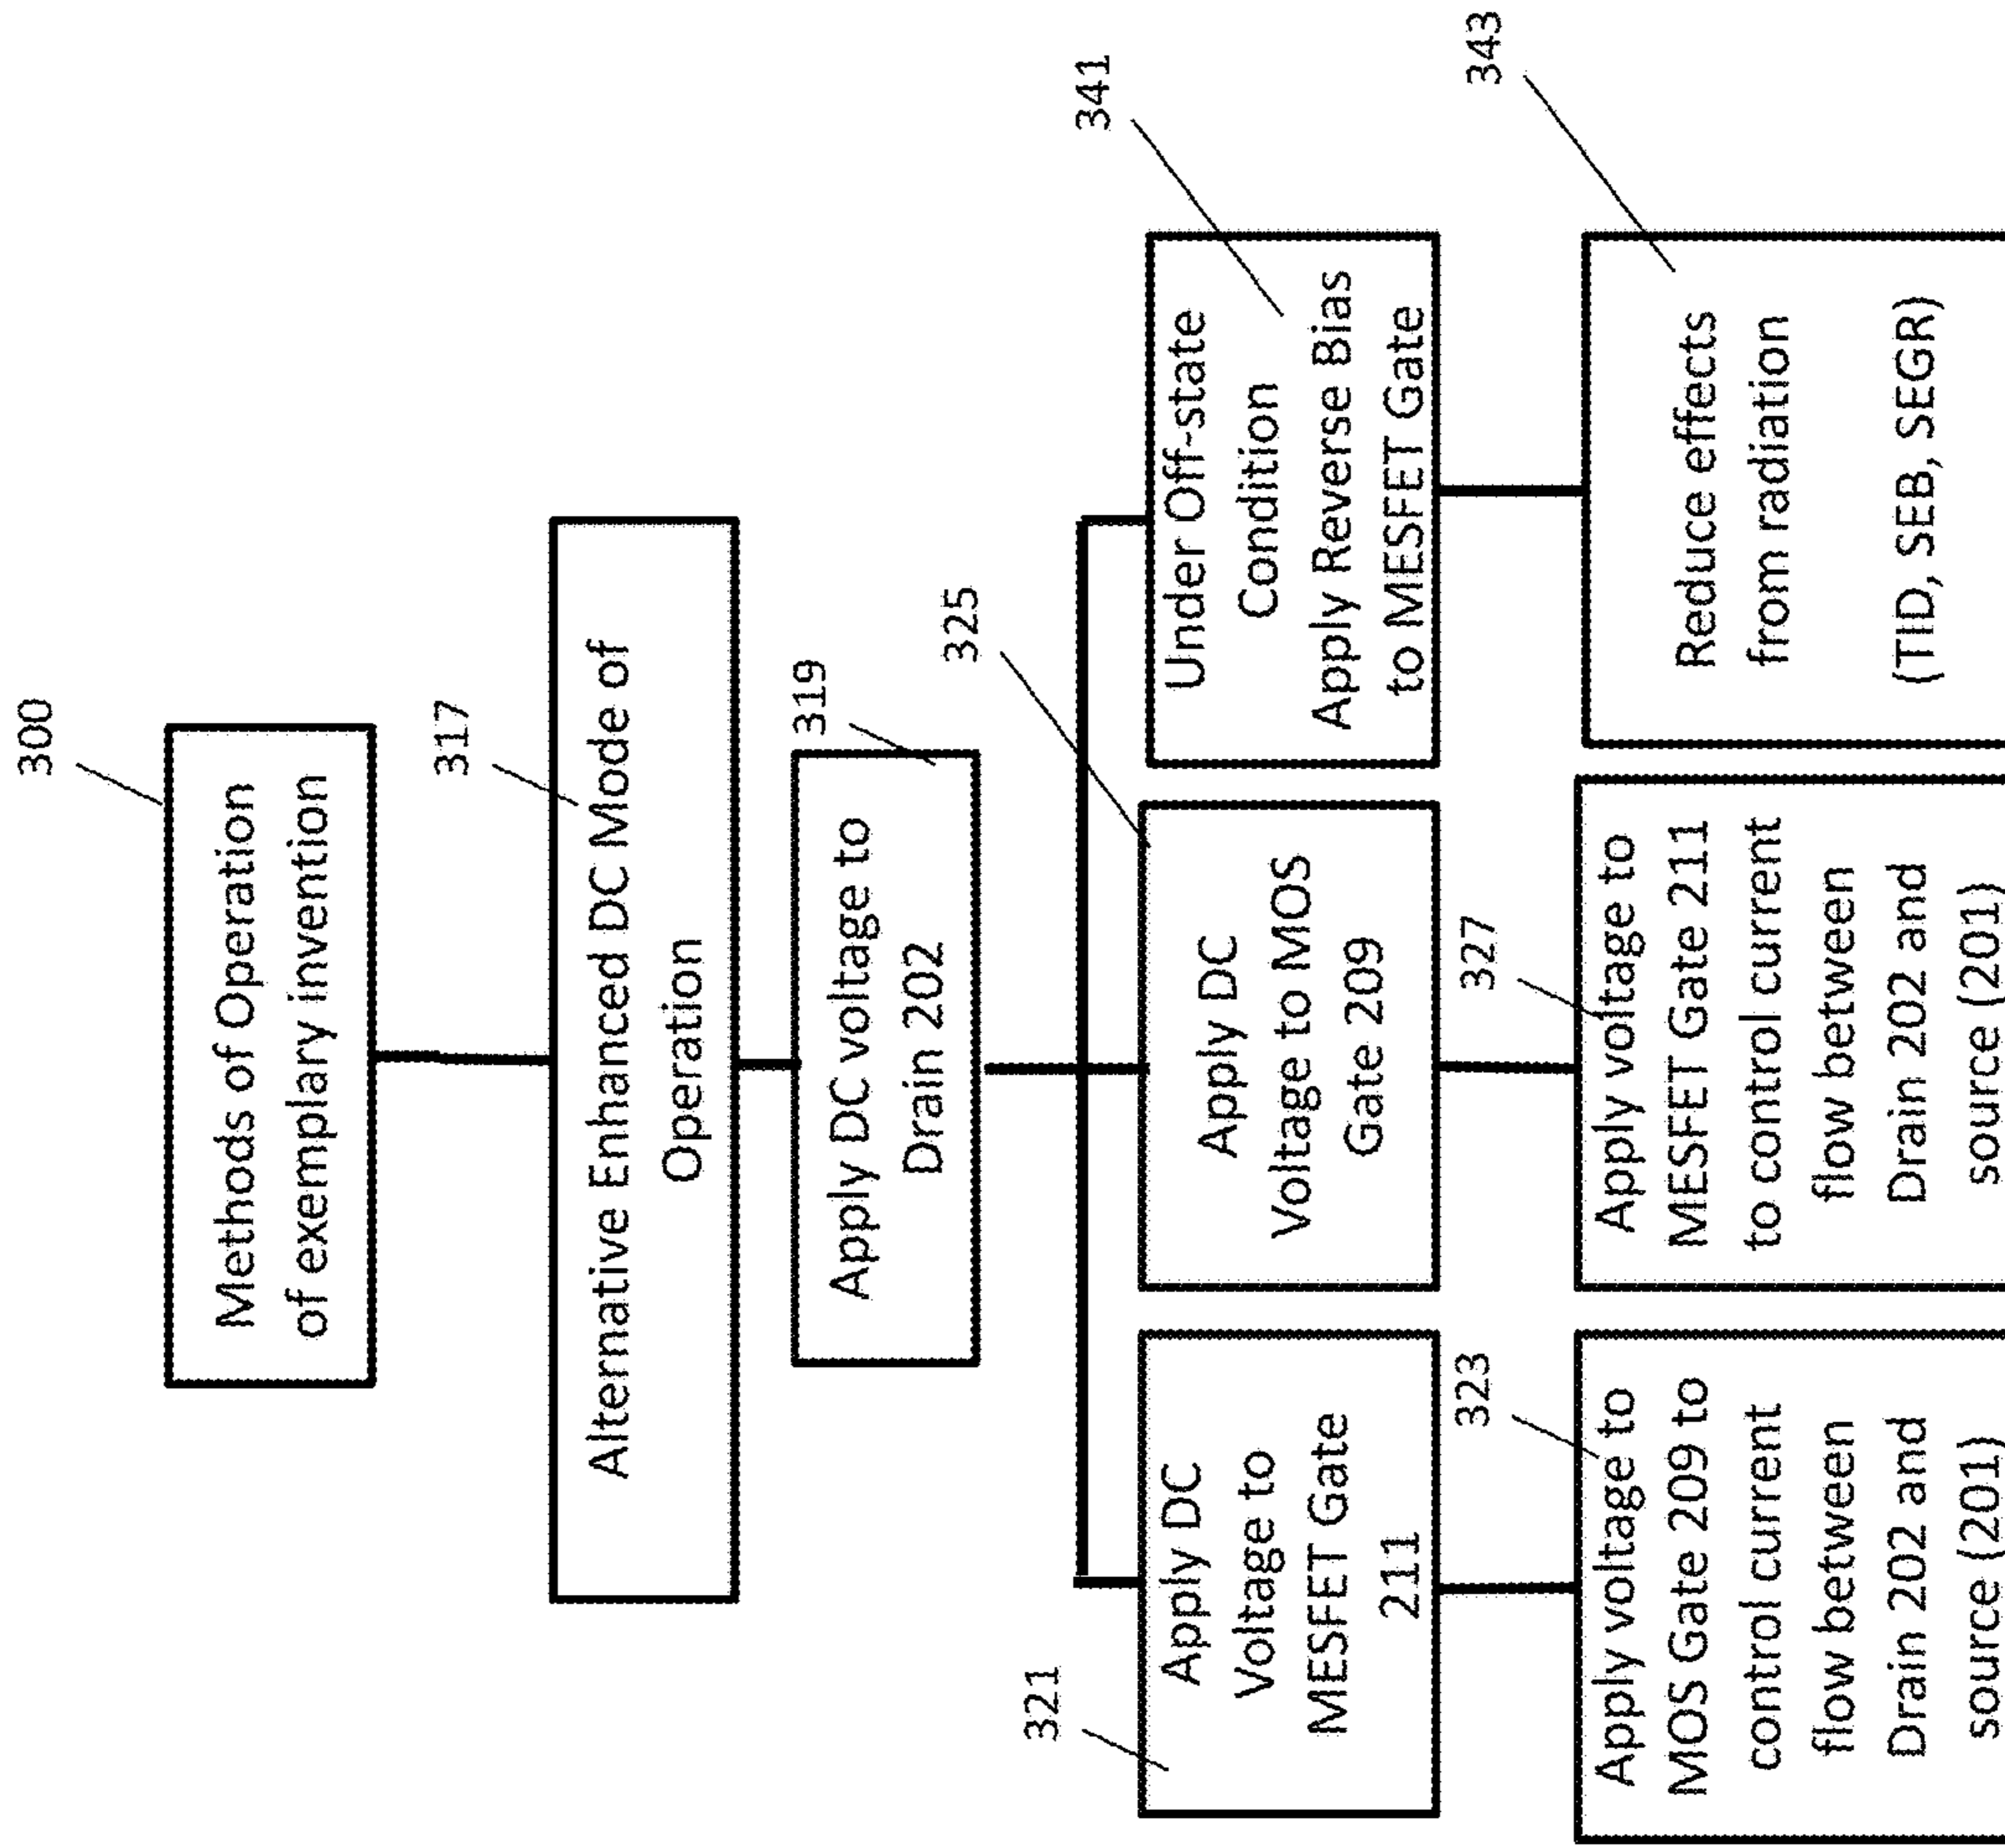 300
Methods of Operation
of exemplary invention
317
Alternative Enhanced DC Mode of
Operation
319
Apply DC voltage to
Drain 202
321
Apply DC
Voltage to
MESFET Gate
211
325
Apply DC
Voltage to MOS
Gate 209
341
Under Off-state
Condition
Apply Reverse Bias
to MESFET Gate
323
Apply voltage to
MOS Gate 209 to
control current
flow between
Drain 202 and
source (201)
327
Apply voltage to
MESFET Gate 211
to control current
flow between
Drain 202 and
source (201)
343
Reduce effects
from radiation
(TID, SEB, SEGR)